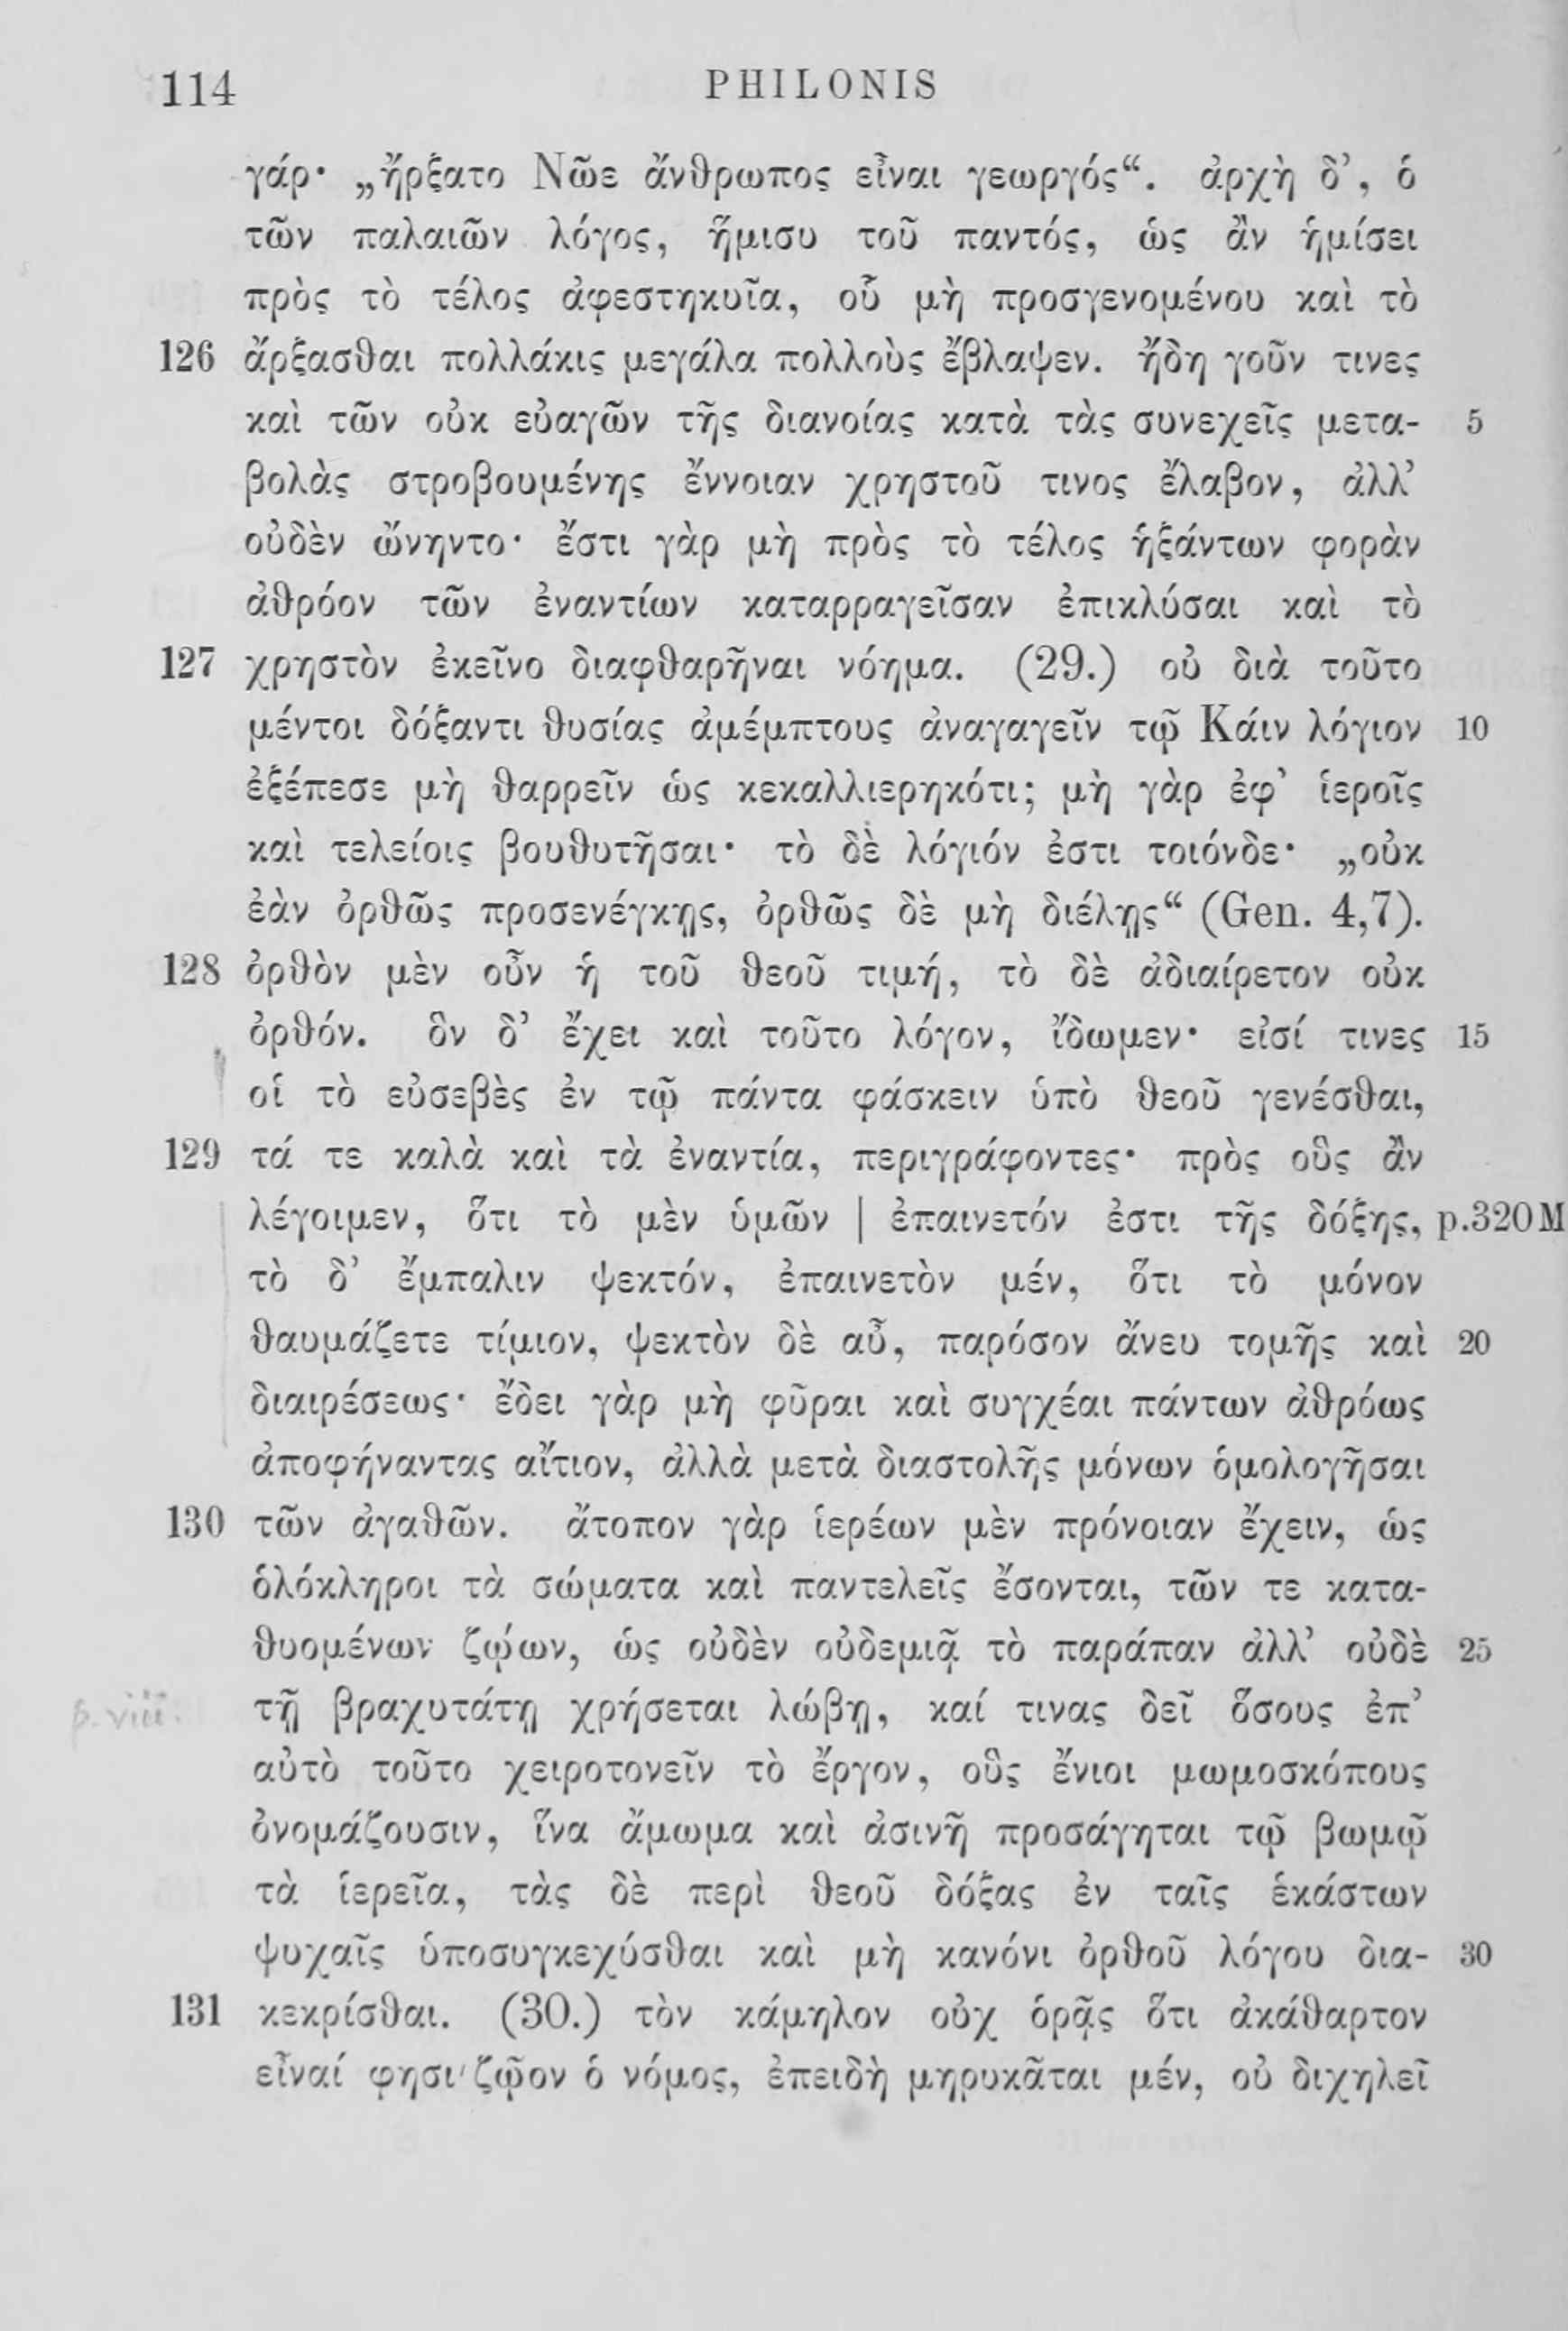 114 PHILONIS
γάρ· „ἤρξατο Νῶε ἄνθρωπος εἶναι γεωργός“. ἀρχὴ δ’, ὁ
τῶν παλαιῶν λόγος, ἥμισυ τοῦ παντός, ὡς ἂν ἡμίσει
πρὸς τὸ τέλος ἀφεστηκυῖα, οὗ μὴ προσγενομένου καὶ τὸ
126 ἄρξασθαι πολλάκις μεγάλα πολλοὺς ἔβλαψεν. ἤδη γοῦν τινες
καὶ τῶν οὐκ εὐαγῶν τῆς διανοίας κατὰ τὰς συνεχεῖς μετα- 5
βολὰς στροβουμένης ἔννοιαν χρηστοῦ τινος ἔλαβον, ἀλλ’
οὐδὲν ὤνηντο· ἔστι γὰρ μὴ πρὸς τὸ τέλος ἡξάντων φορὰν
ἀθρόον τῶν ἐναντίων καταρραγεῖσαν ἐπικλύσαι καὶ τὸ
127 χρηστὸν ἐκεῖνο διαφθαρῆναι νόημα. (29.) οὐ διὰ τοῦτο
μέντοι δόξαντι θυσίας ἀμέμπτους ἀναγαγεῖν τῷ Κάιν λόγιον 10
ἐξέπεσε μὴ θαρρεῖν ὡς κεκαλλιερηκότι; μὴ γὰρ ἐφ’ ἱεροῖς
καὶ τελείοις βουθυτῆσαι· τὸ δὲ λόγιόν ἐστι τοιόνδε· „οὐκ
ἐὰν ὀρθῶς προσενέγκῃς, ὀρθῶς δὲ μὴ διέλῃς“ (Gen. 4,7).
128 ὀρθὸν μὲν οὖν ἡ τοῦ θεοῦ τιμή, τὸ δὲ ἀδιαίρετον οὐκ
ὀρθόν. ὃν δ’ ἔχει καὶ τοῦτο λόγον, ἴδωμεν· εἰσί τινες 15
οἱ τὸ εὐσεβὲς ἐν τῷ πάντα φάσκειν ὑπὸ θεοῦ γενέσθαι,
129 τά τε καλὰ καὶ τὰ ἐναντία, περιγράφοντες· πρὸς οὓς ἂν
λέγοιμεν, ὅτι τὸ μὲν ὑμῶν | ἐπαινετόν ἐστι τῆς δόξης, p.320M
τὸ δ’ ἔμπαλιν ψεκτόν, ἐπαινετὸν μέν, ὅτι τὸ μόνον
θαυμάζετε τίμιον, ψεκτὸν δὲ αὖ, παρόσον ἄνευ τομῆς καὶ 20
διαιρέσεως· ἔδει γὰρ μὴ φῦραι καὶ συγχέαι πάντων ἀθρόως
ἀποφήναντας αἴτιον, ἀλλὰ μετὰ διαστολῆς μόνων ὁμολογῆσαι
130 τῶν ἀγαθῶν. ἄτοπον γὰρ ἱερέων μὲν πρόνοιαν ἔχειν, ὡς
ὁλόκληροι τὰ σώματα καὶ παντελεῖς ἔσονται, τῶν τε κατα-
θυομένων ζῴων, ὡς οὐδὲν οὐδεμιᾷ τὸ παράπαν ἀλλ’ οὐδὲ 25
p. viii. τῇ βραχυτάτῃ χρήσεται λώβῃ, καί τινας δεῖ ὅσους ἐπ’
αὐτὸ τοῦτο χειροτονεῖν τὸ ἔργον, οὓς ἔνιοι μωμοσκόπους
ὀνομάζουσιν, ἵνα ἄμωμα καὶ ἀσινῆ προσάγηται τῷ βωμῷ
τὰ ἱερεῖα, τὰς δὲ περὶ θεοῦ δόξας ἐν ταῖς ἑκάστων
ψυχαῖς ὑποσυγκεχύσθαι καὶ μὴ κανόνι ὀρθοῦ λόγου δια- 30
131 κεκρίσθαι. (30.) τὸν κάμηλον οὐχ ὁρᾷς ὅτι ἀκάθαρτον
εἶναί φησι ζῷον ὁ νόμος, ἐπειδὴ μηρυκᾶται μέν, οὐ διχηλεῖ